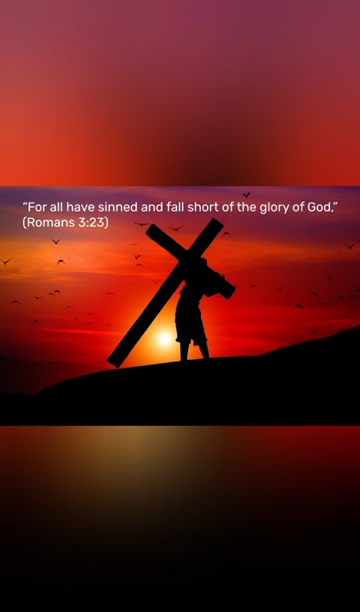 “For all have sinned and fall short of the glory of God,”
(Romans 3:23)